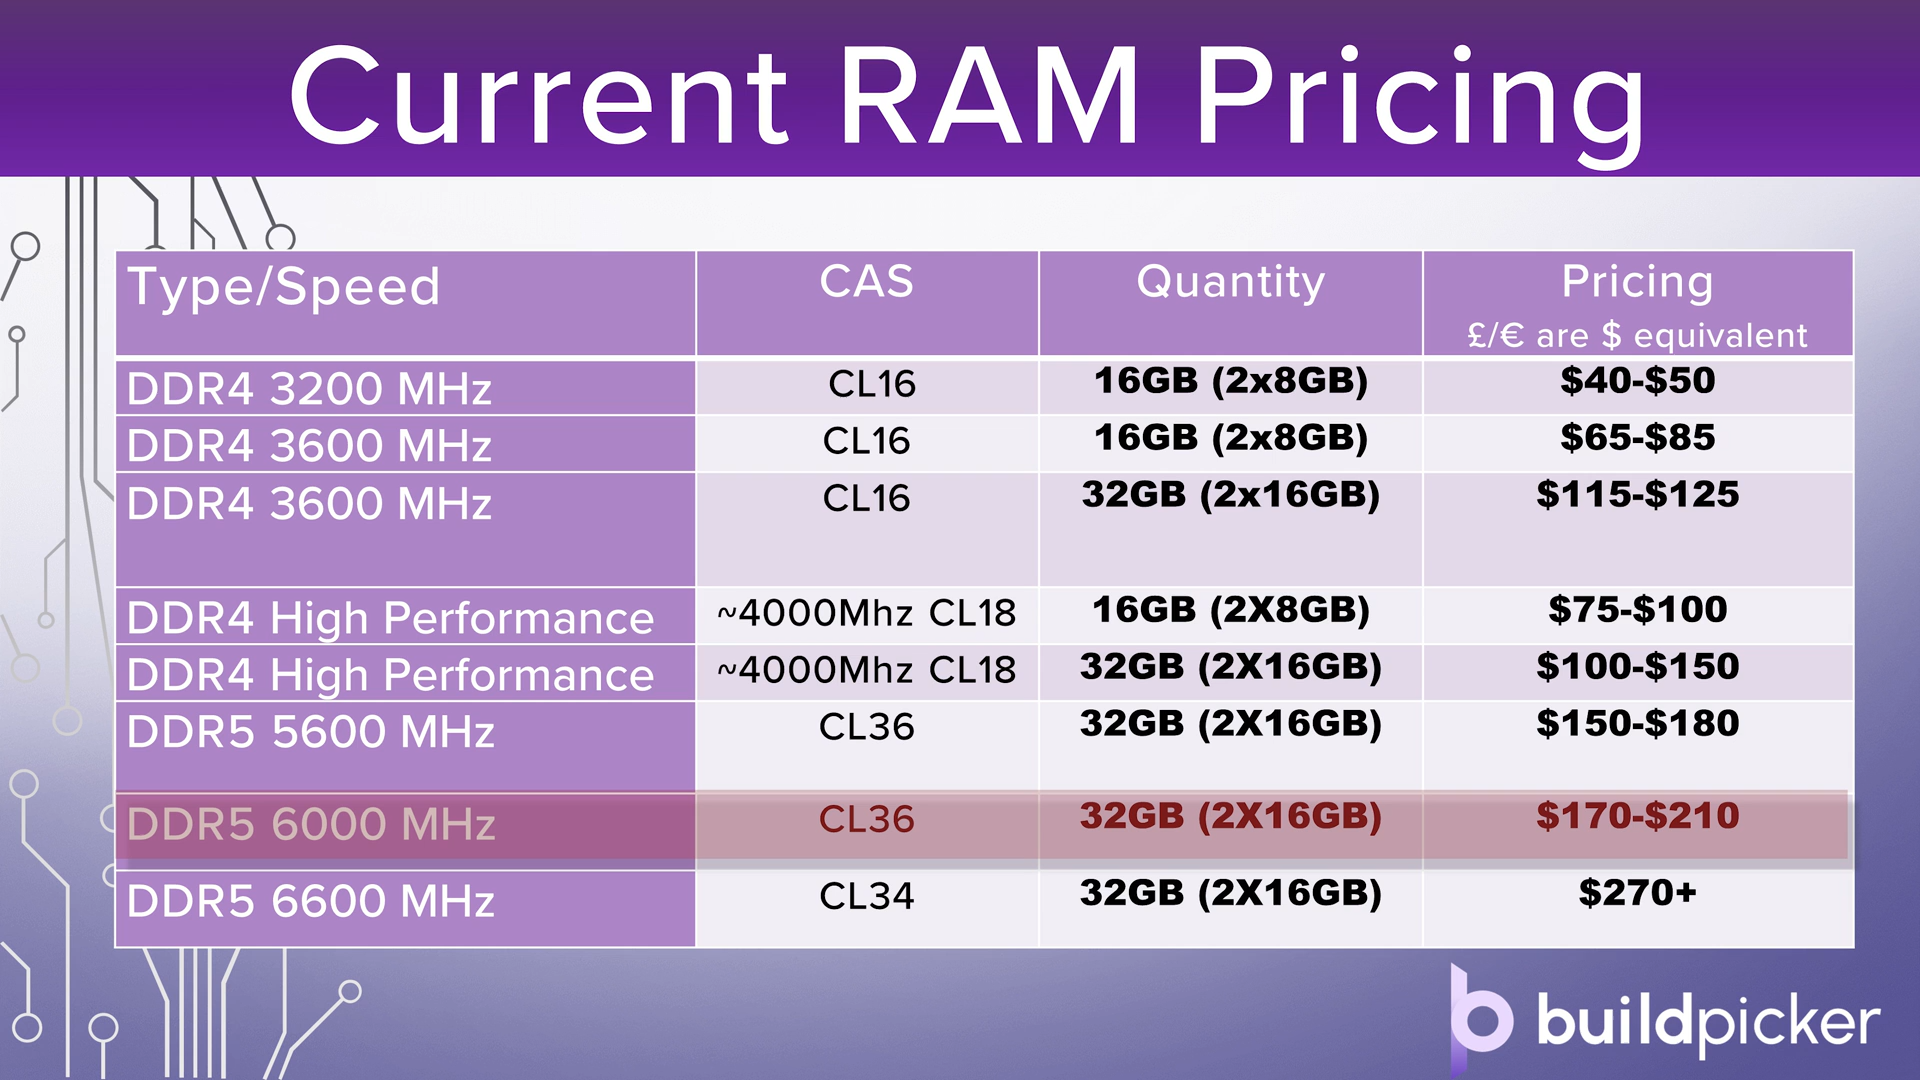 Current RAM Pricing
Type/Speed CAS Quantity Pricing
£/€ are $ equivalent
DDR4 3200 MHz CL16 16GB (2x8GB) $40-$50
DDR4 3600 MHz CL16 16GB (2x8GB) $65-$85
DDR4 3600 MHz CL16 32GB (2x16GB) $115-$125
DDR4 High Performance ~4000Mhz CL18 16GB (2X8GB) $75-$100
DDR4 High Performance ~4000Mhz CL18 32GB (2X16GB) $100-$150
DDR5 5600 MHz CL36 32GB (2X16GB) $150-$180
DDR5 6000 MHz CL36 32GB (2X16GB) $170-$210
DDR5 6600 MHz CL34 32GB (2X16GB) $270+
buildpicker